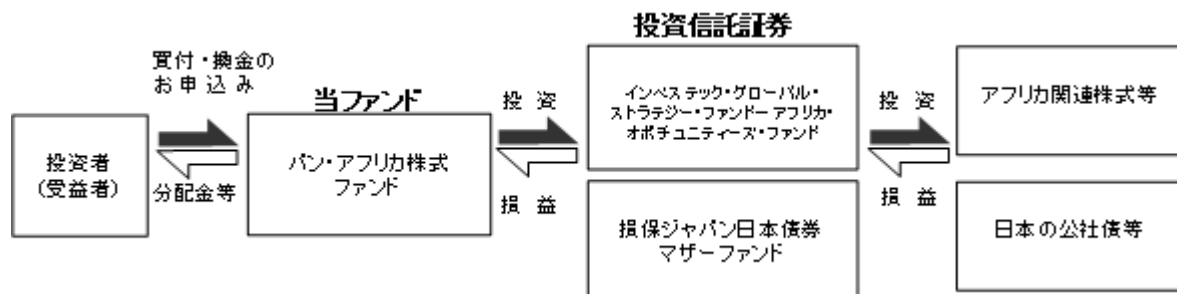 投資信託証券
買付・換金の
お申込み
当ファンド
投資
投資
インベステック・グローバル・
ストラテジー・ファンドー アフリカ・
オポチュニティーズ・ファンド
アフリカ関連株式等
投資者
(受益者)
パン・アフリカ株式
ファンド
分配金等
損益
損益
損保ジャパン日本債券
マザーファンド
日本の公社債等